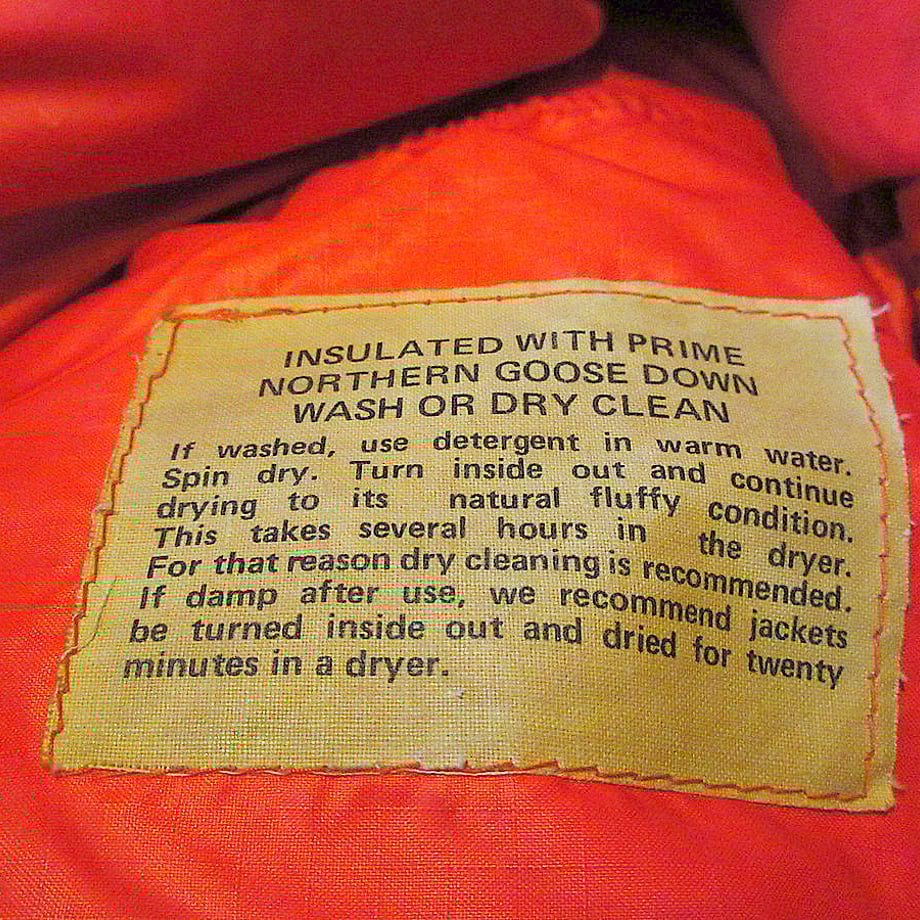 INSULATED WITH PRIME
NORTHERN GOOSE DOWN
WASH OR DRY CLEAN
If washed, use detergent in warm water.
Spin dry. Turn inside out and continue
drying to its natural fluffy condition.
This takes several hours in the dryer.
For that reason dry cleaning is recommended.
If damp after use, we recommend jackets
be turned inside out and dried for twenty
minutes in a dryer.